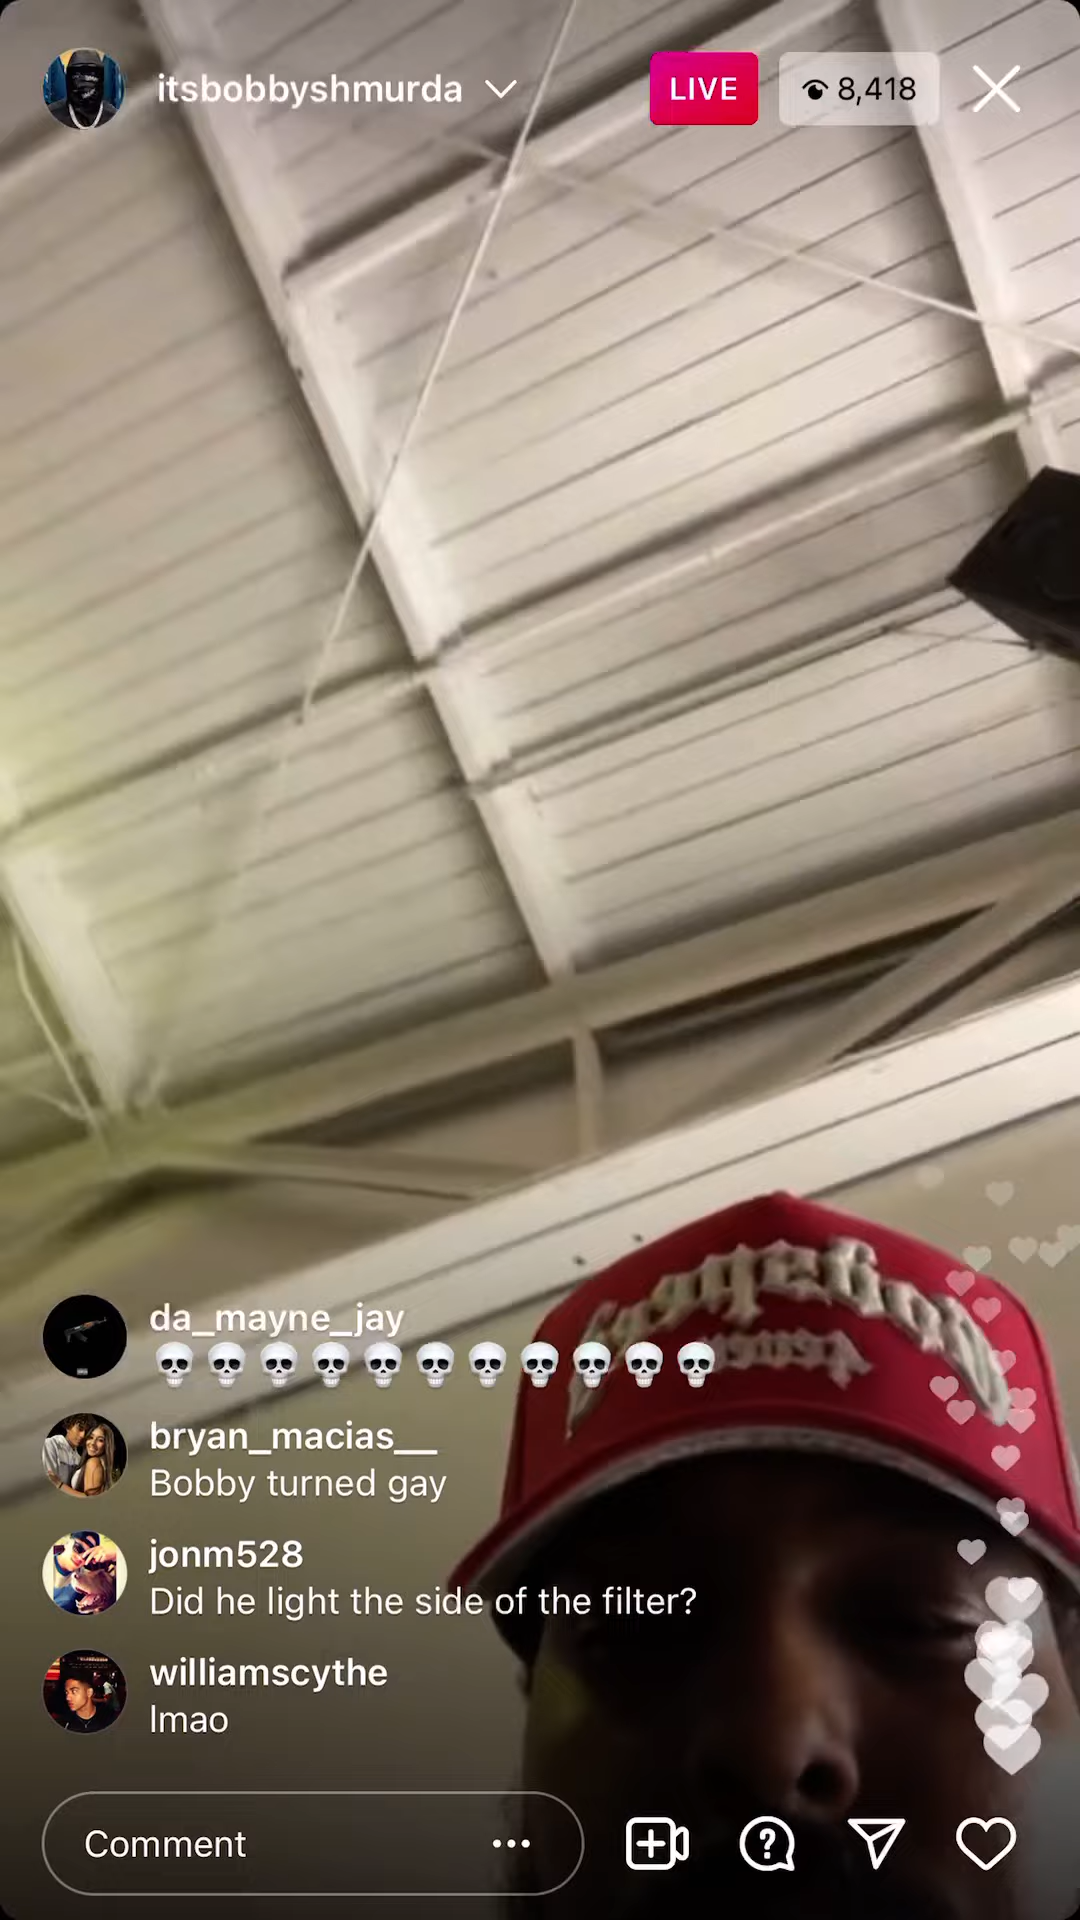 itsbobbyshmurda
LIVE
8,418
da_mayne_jay
💀💀💀💀💀💀💀💀💀💀💀
bryan_macias__
Bobby turned gay
jonm528
Did he light the side of the filter?
williamscythe
lmao
Comment